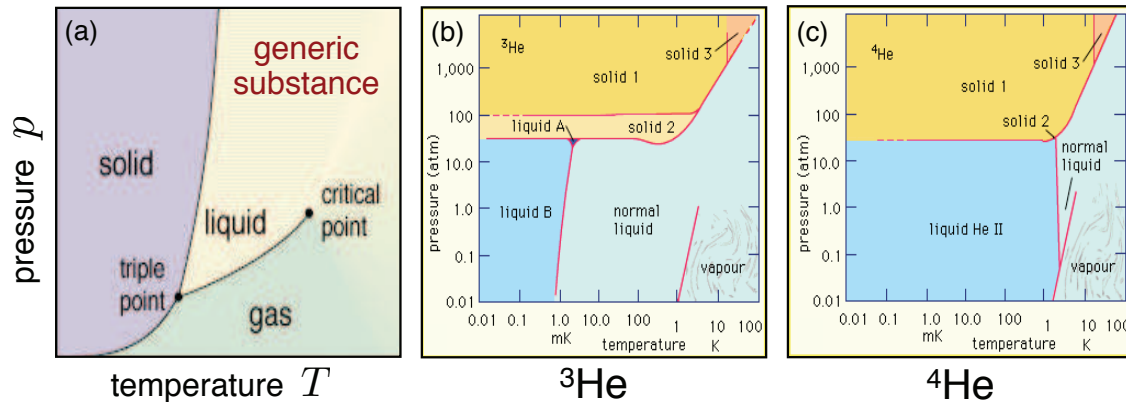 (a)
generic
substance
solid
liquid
critical
point
triple
point
gas
pressure p
temperature T
(b)
³He
solid 3
1,000
solid 1
100
liquid A
solid 2
10.0
pressure (atm)
1.0
liquid B
normal
liquid
0.1
vapour
0.01
0.01 0.1 1.0 10.0 100 1 10 100
mK temperature K
³He
(c)
⁴He
solid 3
1,000
solid 1
100
solid 2
normal
liquid
10.0
pressure (atm)
1.0
liquid He II
0.1
vapour
0.01
0.01 0.1 1.0 10.0 100 1 10 100
mK temperature K
⁴He